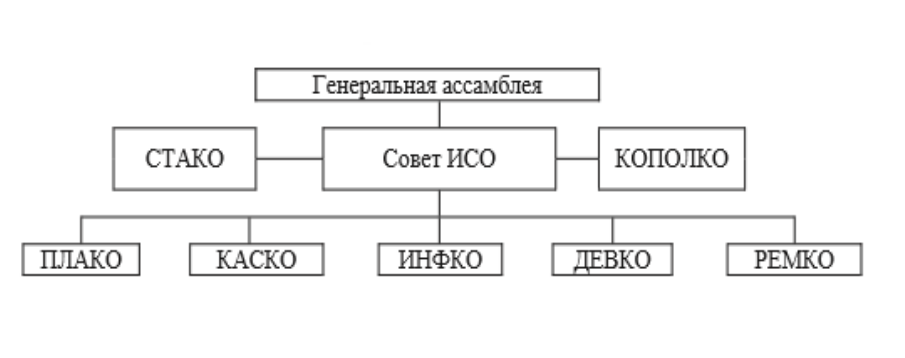 Генеральная ассамблея
СТАКО
Совет ИСО
КОПОЛКО
ПЛАКО
КАСКО
ИНФКО
ДЕВКО
РЕМКО